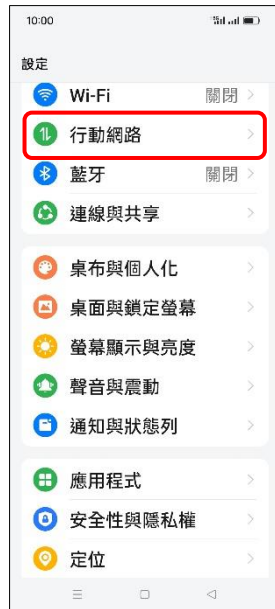 10:00
設定
Wi-Fi 關閉
行動網路
藍牙 關閉
連線與共享
桌布與個人化
桌面與鎖定螢幕
螢幕顯示與亮度
聲音與震動
通知與狀態列
應用程式
安全性與隱私權
定位